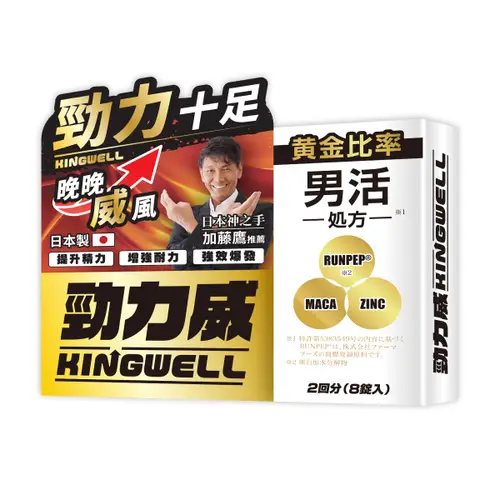 勁力十足
KINGWELL
晚晚威風
日本製
日本神之手
加藤鷹推薦
提升精力
增強耐力
強效爆發
勁力威
KINGWELL
黄金比率
男活
処方
※1
RUNPEP®
※2
MACA
ZINC
2回分(8錠入)
勁力威
KINGWELL